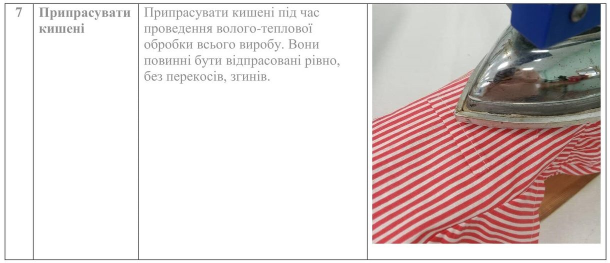 7
Припрасувати
кишені
Припрасувати кишені під час
проведення волого-теплової
обробки всього виробу. Вони
повинні бути відпрасовані рівно,
без перекосів, згинів.